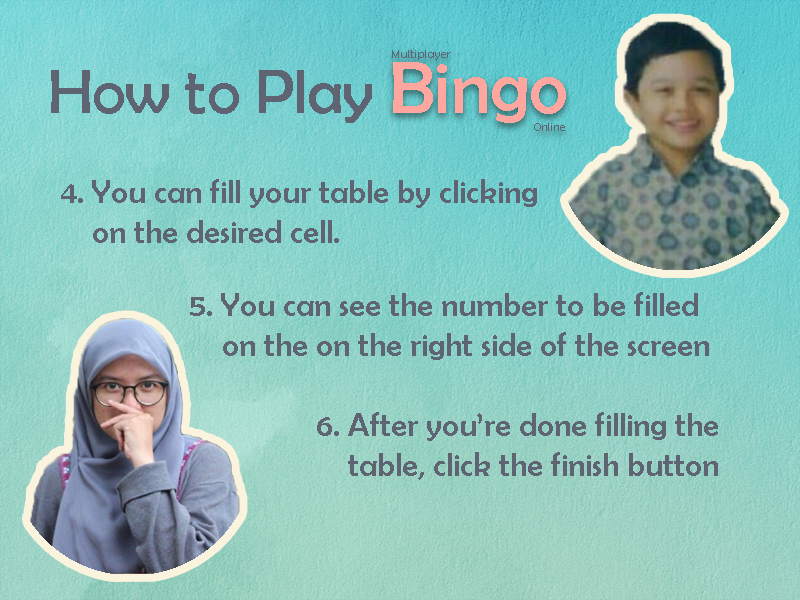 Multiplayer
How to Play Bingo
Online
4. You can fill your table by clicking
on the desired cell.
5. You can see the number to be filled
on the on the right side of the screen
6. After you're done filling the
table, click the finish button